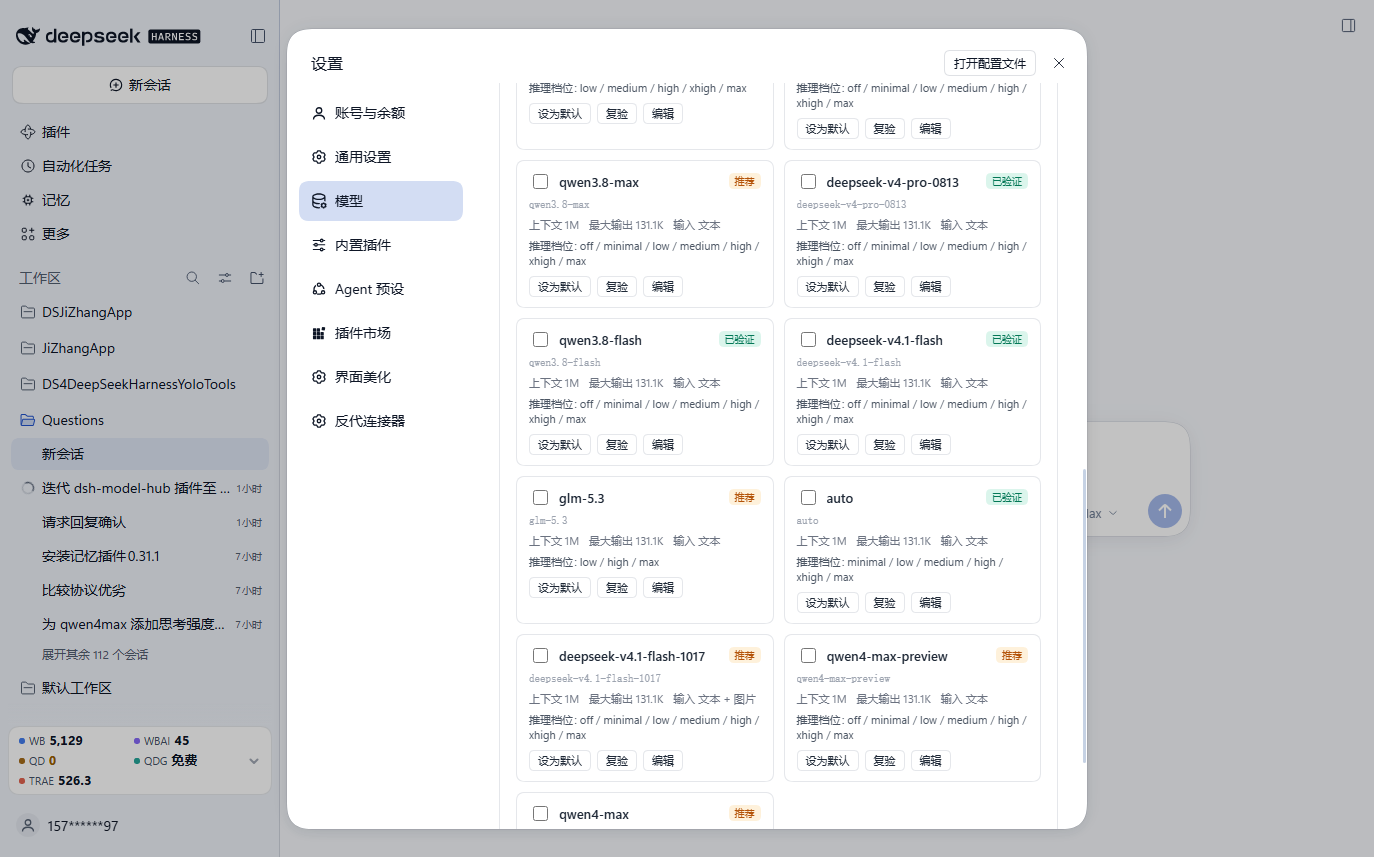 deepseek HARNESS
新会话
插件
自动化任务
记忆
更多
工作区
DSJiZhangApp
JiZhangApp
DS4DeepSeekHarnessYoloTools
Questions
新会话
迭代 dsh-model-hub 插件至 ... 1小时
请求回复确认 1小时
安装记忆插件0.31.1 7小时
比较协议优劣 7小时
为 qwen4max 添加思考强度... 7小时
展开其余 112 个会话
默认工作区
WB 5,129 WBAI 45
QD 0 QDG 免费
TRAE 526.3
157******97
设置
打开配置文件
账号与余额
通用设置
模型
内置插件
Agent 预设
插件市场
界面美化
反代连接器
推理档位: low / medium / high / xhigh / max
设为默认 复验 编辑
推理档位: off / minimal / low / medium / high /
xhigh / max
设为默认 复验 编辑
qwen3.8-max 推荐
qwen3.8-max
上下文 1M 最大输出 131.1K 输入 文本
推理档位: off / minimal / low / medium / high /
xhigh / max
设为默认 复验 编辑
deepseek-v4-pro-0813 已验证
deepseek-v4-pro-0813
上下文 1M 最大输出 131.1K 输入 文本
推理档位: off / minimal / low / medium / high /
xhigh / max
设为默认 复验 编辑
qwen3.8-flash 已验证
qwen3.8-flash
上下文 1M 最大输出 131.1K 输入 文本
推理档位: off / minimal / low / medium / high /
xhigh / max
设为默认 复验 编辑
deepseek-v4.1-flash 已验证
deepseek-v4.1-flash
上下文 1M 最大输出 131.1K 输入 文本
推理档位: off / minimal / low / medium / high /
xhigh / max
设为默认 复验 编辑
glm-5.3 推荐
glm-5.3
上下文 1M 最大输出 131.1K 输入 文本
推理档位: low / high / max
设为默认 复验 编辑
auto 已验证
auto
上下文 1M 最大输出 131.1K 输入 文本
推理档位: minimal / low / medium / high /
xhigh / max
设为默认 复验 编辑
deepseek-v4.1-flash-1017 推荐
deepseek-v4.1-flash-1017
上下文 1M 最大输出 131.1K 输入 文本 + 图片
推理档位: off / minimal / low / medium / high /
xhigh / max
设为默认 复验 编辑
qwen4-max-preview 推荐
qwen4-max-preview
上下文 1M 最大输出 131.1K 输入 文本
推理档位: off / minimal / low / medium / high /
xhigh / max
设为默认 复验 编辑
qwen4-max 推荐